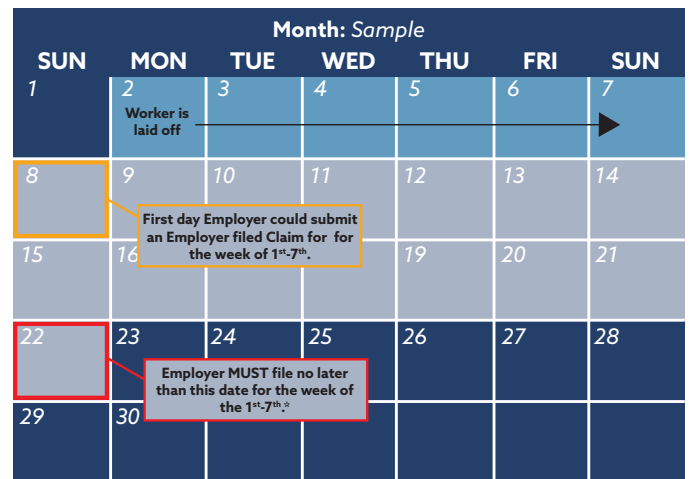 Month: Sample
SUN MON TUE WED THU FRI SUN
1 2 3 4 5 6 7
Worker is
laid off
8 9 10 11 12 13 14
First day Employer could submit
an Employer filed Claim for for
the week of 1st-7th.
15 16 19 20 21
22 23 24 25 26 27 28
Employer MUST file no later
than this date for the week of
the 1st-7th.*
29 30